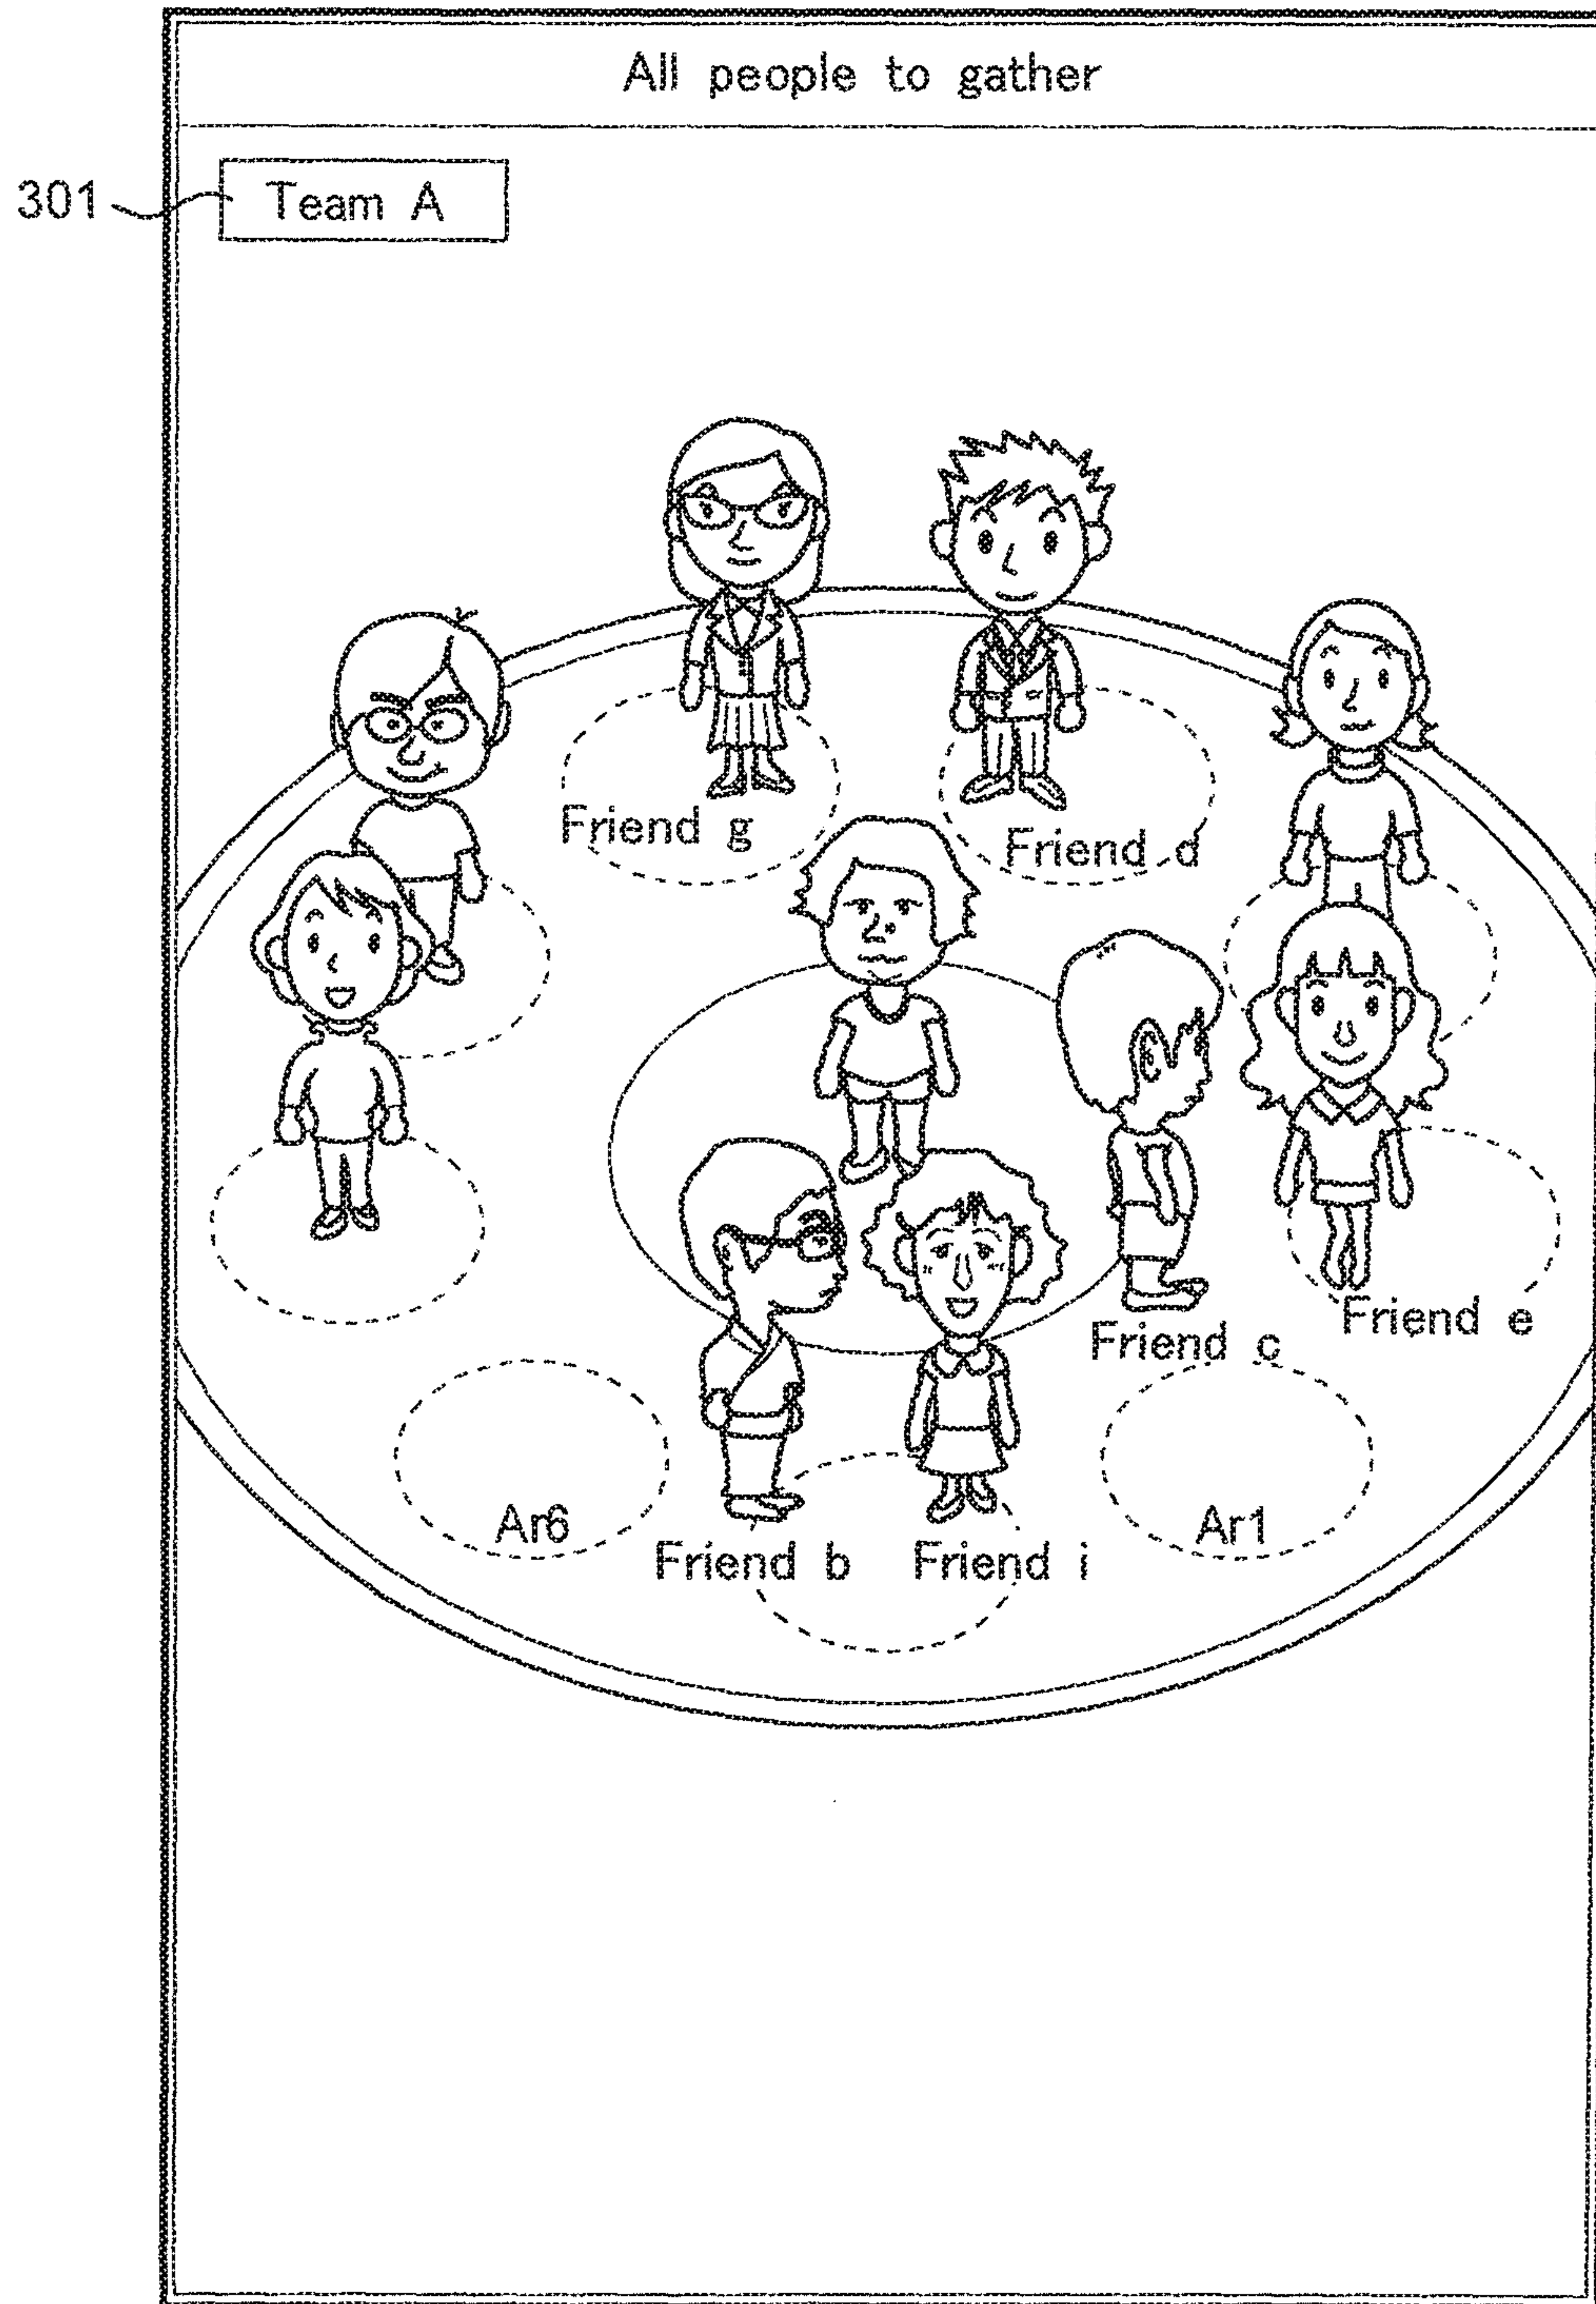 All people to gather
301
Team A
Friend g
Friend d
Friend c
Friend e
Ar6
Ar1
Friend b
Friend i